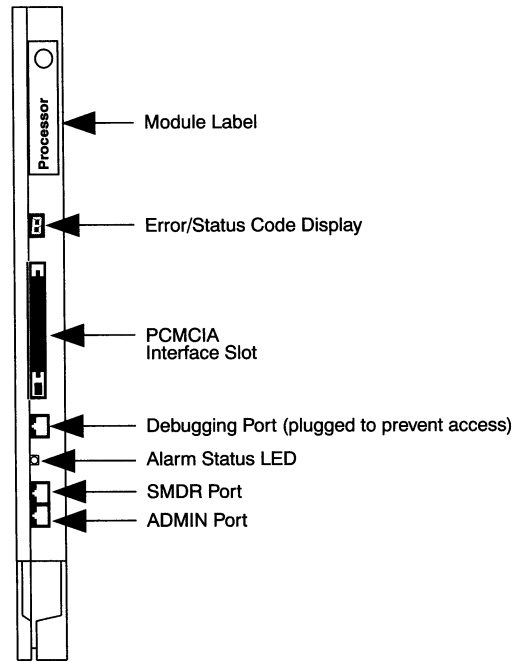 Processor
Module Label
Error/Status Code Display
PCMCIA
Interface Slot
Debugging Port (plugged to prevent access)
Alarm Status LED
SMDR Port
ADMIN Port